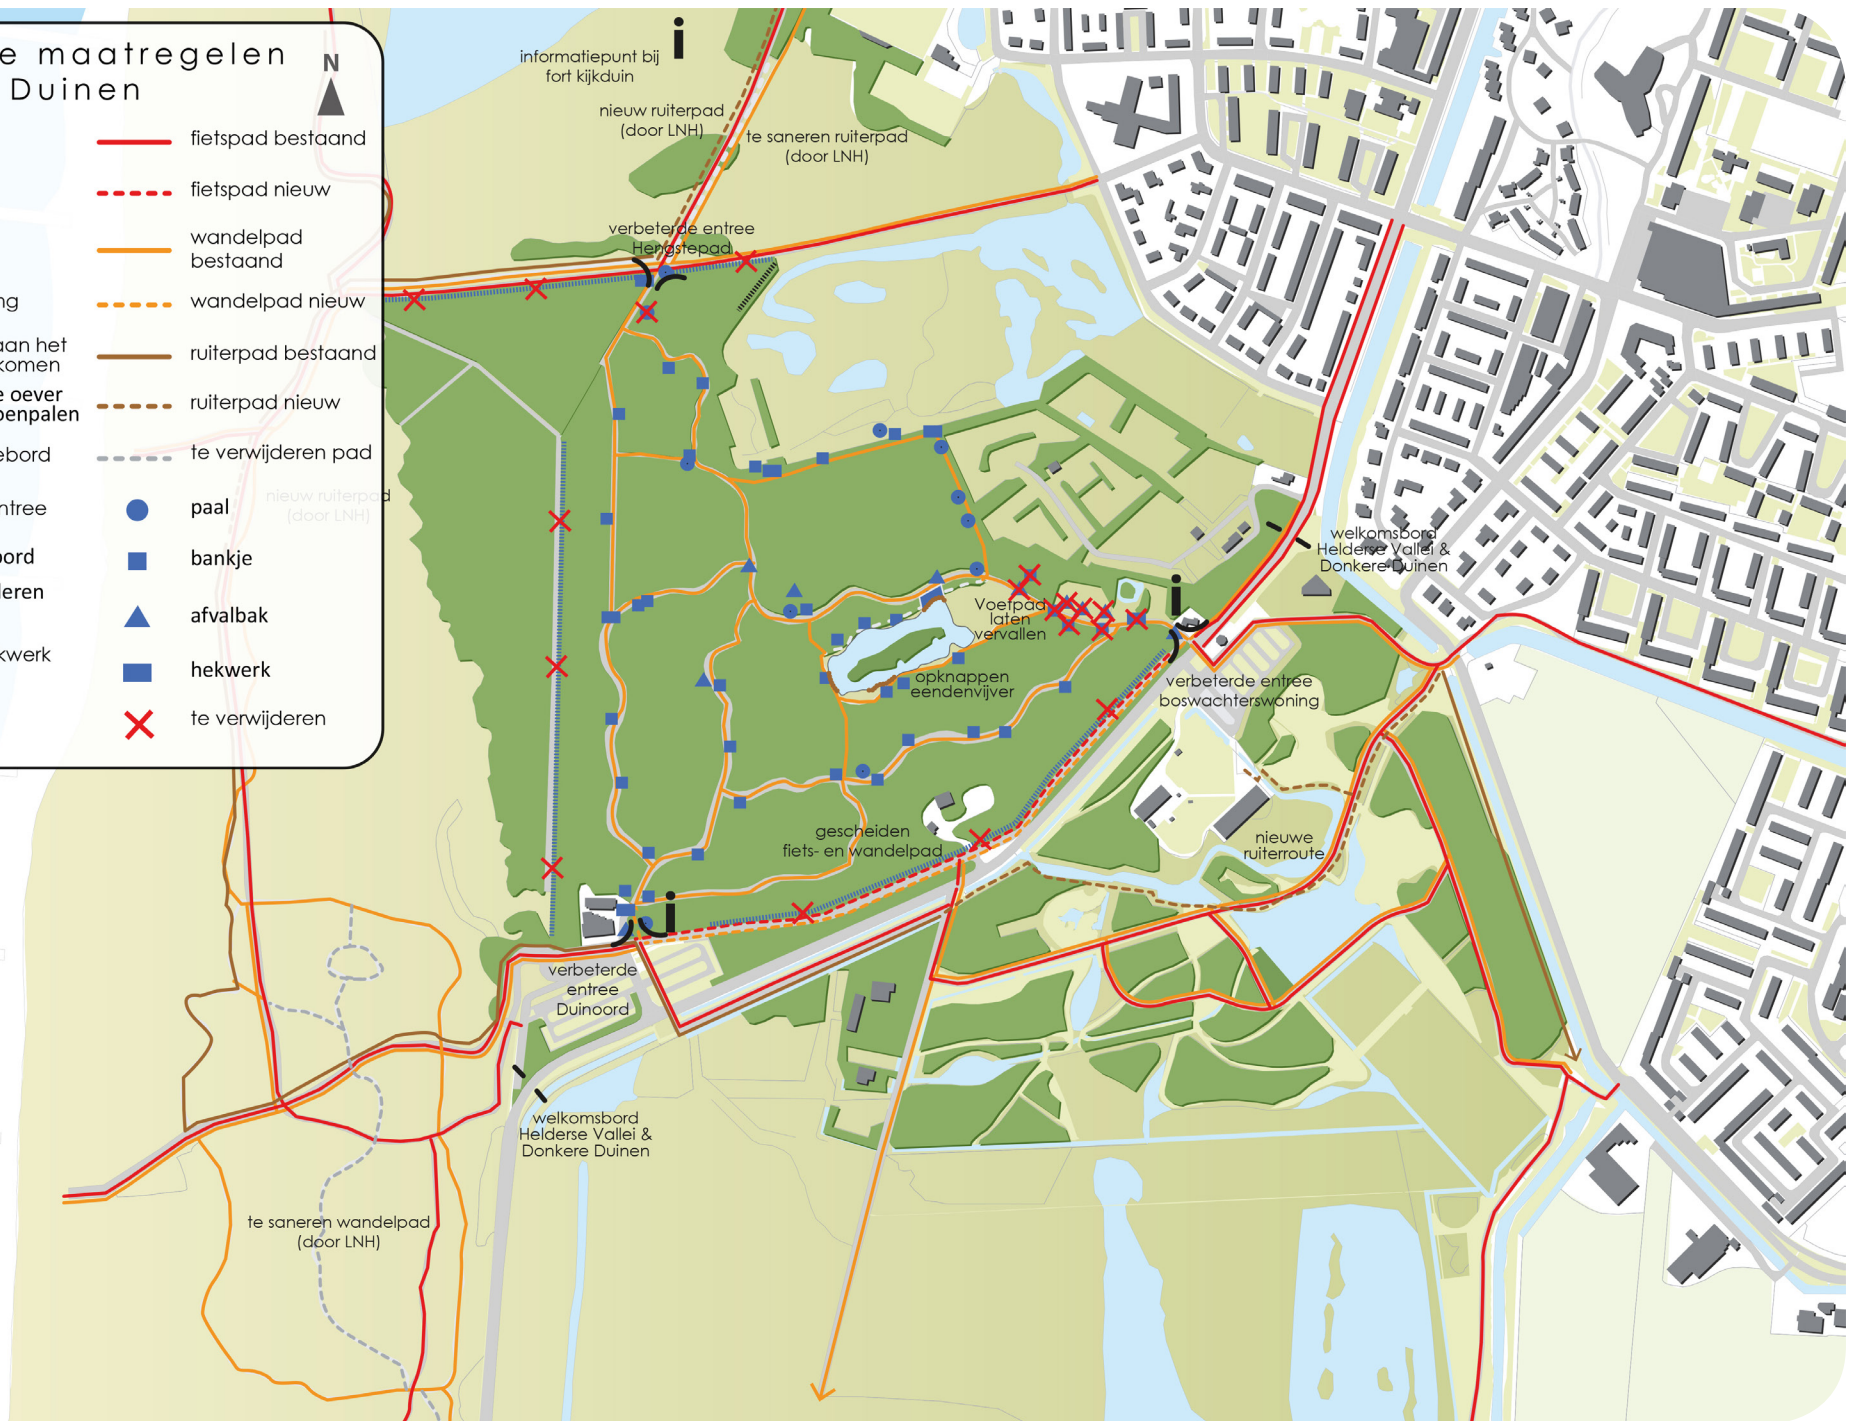 e maatregelen
Duinen
N
fietspad bestaand
fietspad nieuw
wandelpad
bestaand
wandelpad nieuw
ruiterpad bestaand
ruiterpad nieuw
te verwijderen pad
paal
bankje
afvalbak
hekwerk
te verwijderen
ng
aan het
komen
e oever
oenpalen
ebord
ntree
ord
leren
kwerk
nieuw ruiterpad
(door LNH)
i
informatiepunt bij
fort kijkduin
nieuw ruiterpad
(door LNH)
te saneren ruiterpad
(door LNH)
verbeterde entree
Hengstepad
welkomsbord
Helderse Vallei &
Donkere Duinen
i
Voetpad
laten
vervallen
opknappen
eendenvijver
verbeterde entree
boswachterswoning
gescheiden
fiets- en wandelpad
nieuwe
ruiterroute
i
verbeterde
entree
Duinoord
welkomsbord
Helderse Vallei &
Donkere Duinen
te saneren wandelpad
(door LNH)